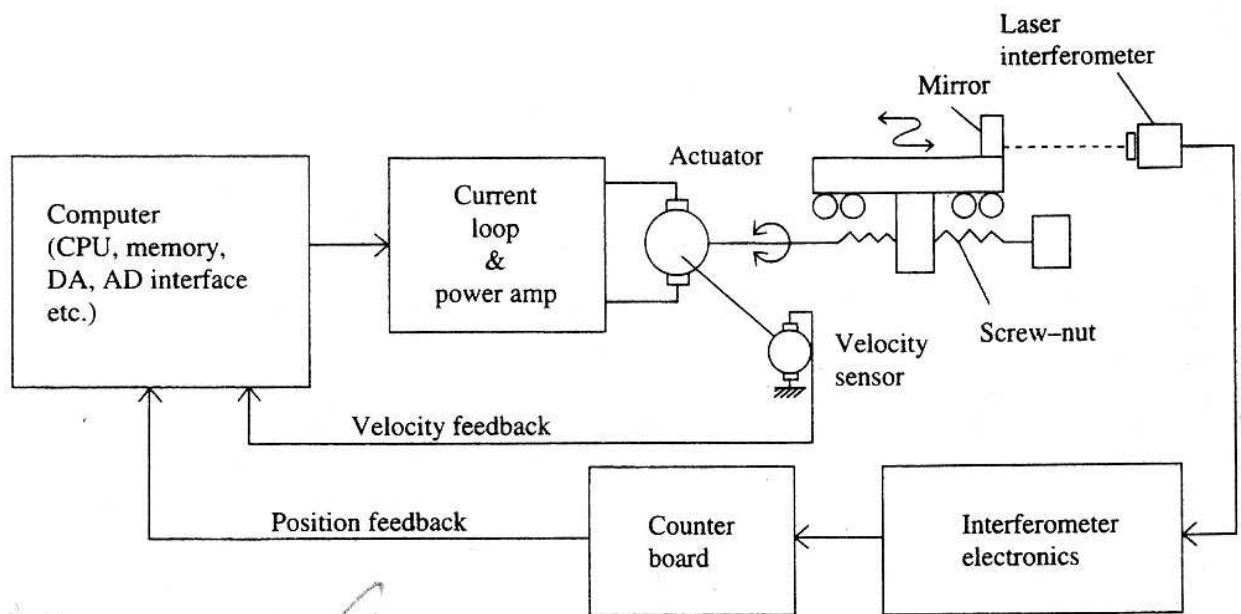 Laser
interferometer
Mirror
Actuator
Computer
(CPU, memory,
DA, AD interface
etc.)
Current
loop
&
power amp
Screw–nut
Velocity
sensor
Velocity feedback
Position feedback
Counter
board
Interferometer
electronics